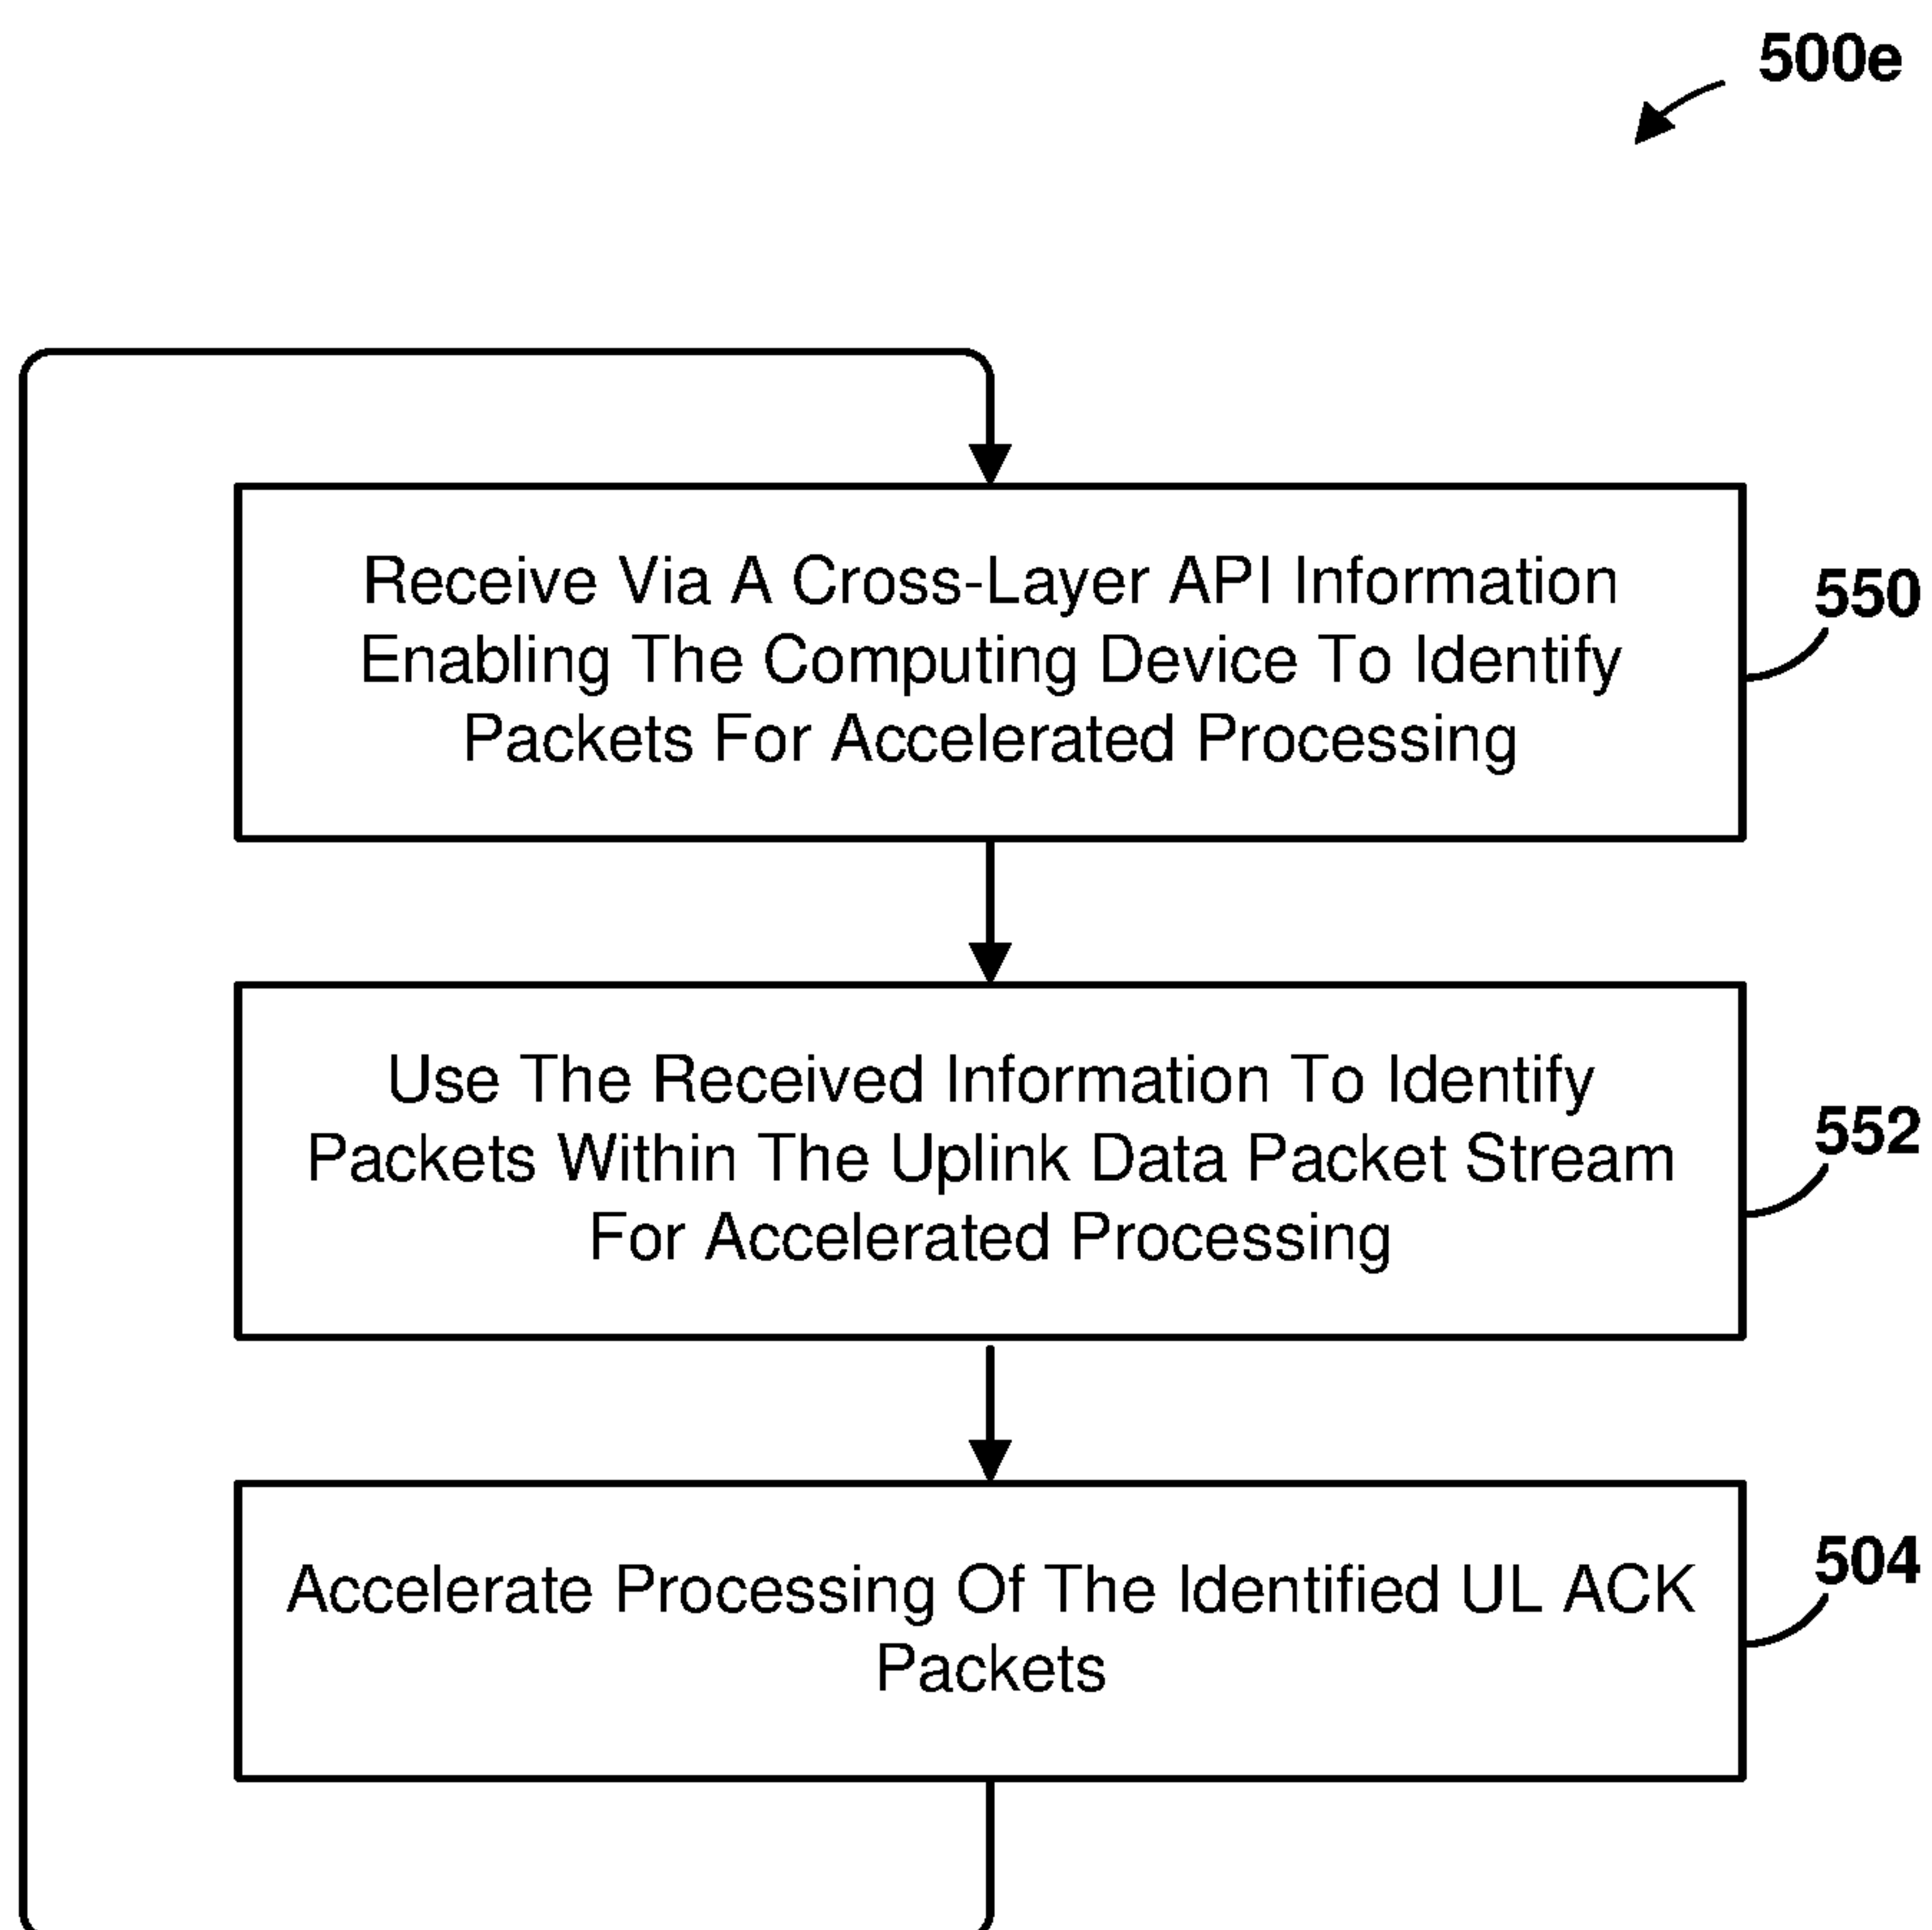 500e
Receive Via A Cross-Layer API Information
Enabling The Computing Device To Identify
Packets For Accelerated Processing
550
Use The Received Information To Identify
Packets Within The Uplink Data Packet Stream
For Accelerated Processing
552
Accelerate Processing Of The Identified UL ACK
Packets
504